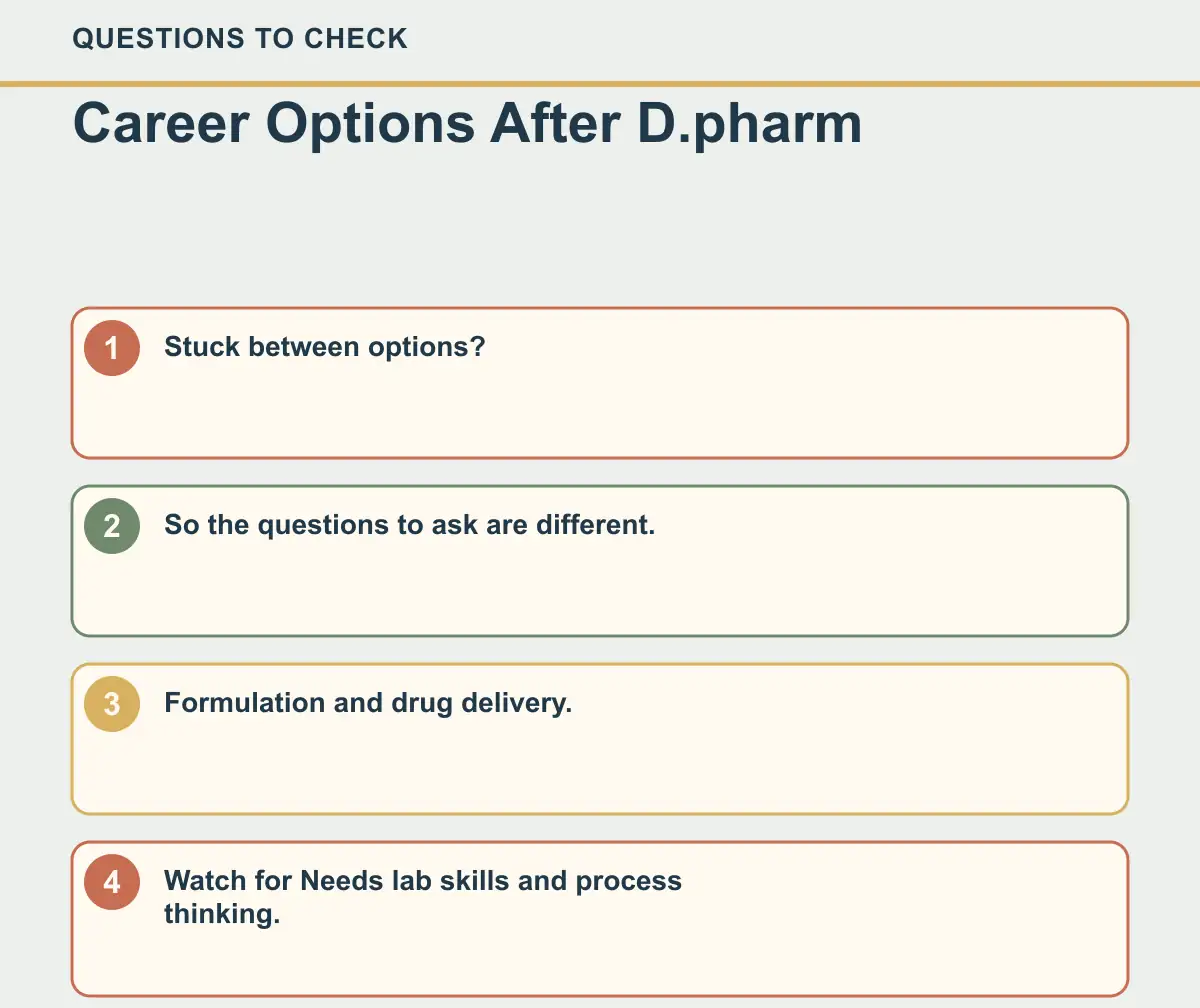 QUESTIONS TO CHECK
Career Options After D.pharm
1
Stuck between options?
2
So the questions to ask are different.
3
Formulation and drug delivery.
4
Watch for Needs lab skills and process
thinking.